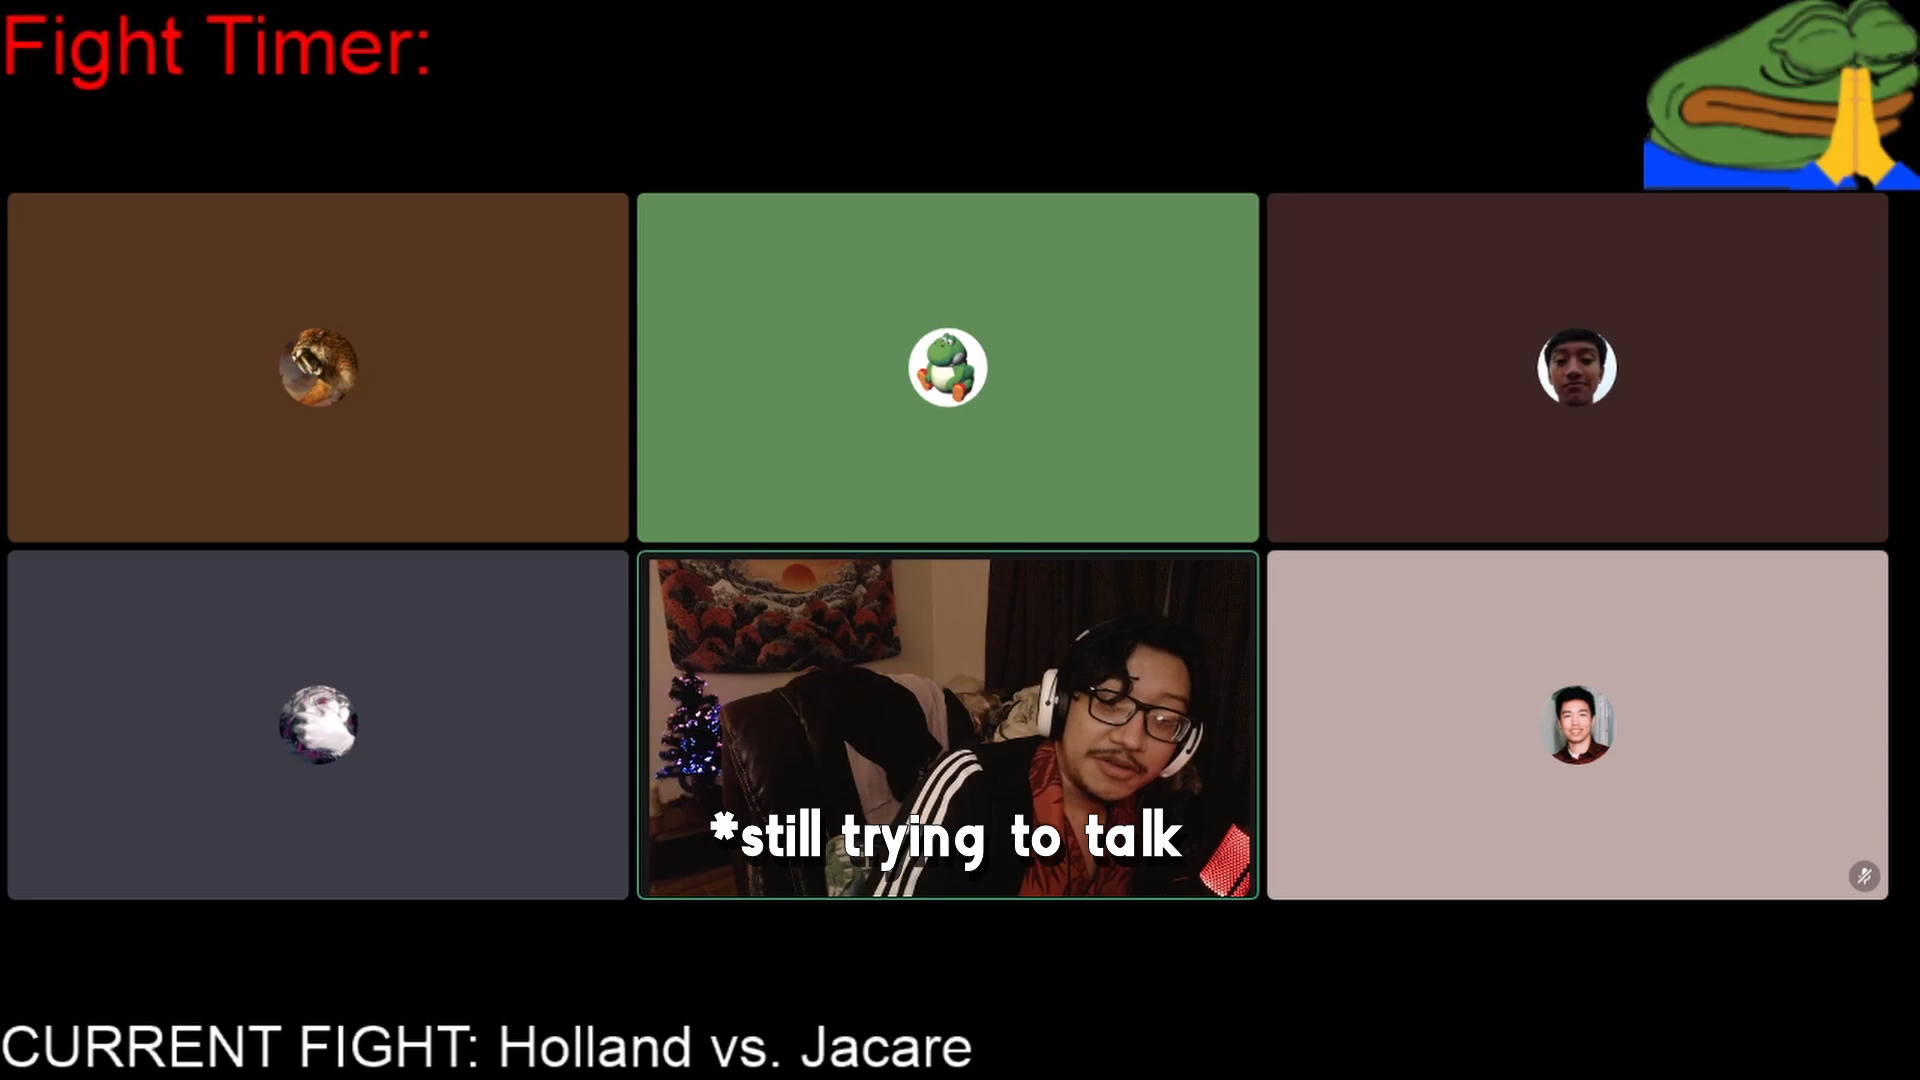 Fight Timer:
*still trying to talk
CURRENT FIGHT: Holland vs. Jacare